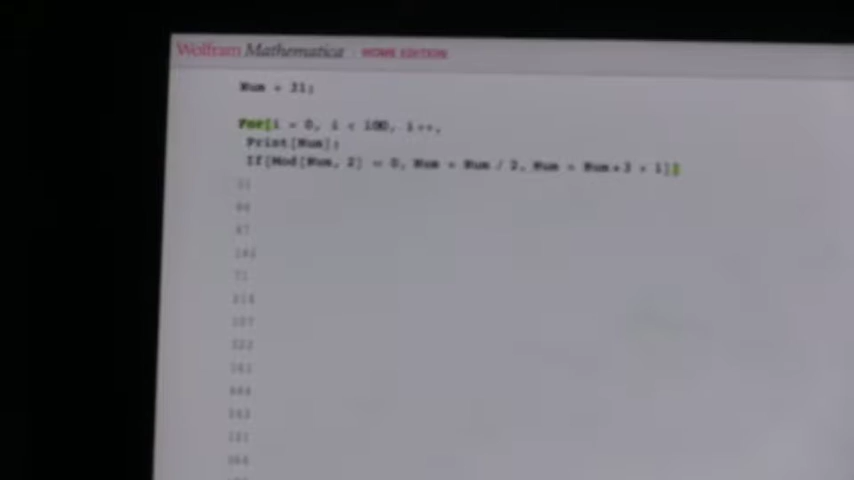 Wolfram Mathematica | HOME EDITION
Num = 31;
For[i = 0, i < 100, i++,
Print[Num];
If[Mod[Num, 2] == 0, Num = Num / 2, Num = Num*3 + 1]]
31
94
47
142
71
214
107
322
161
484
242
121
364